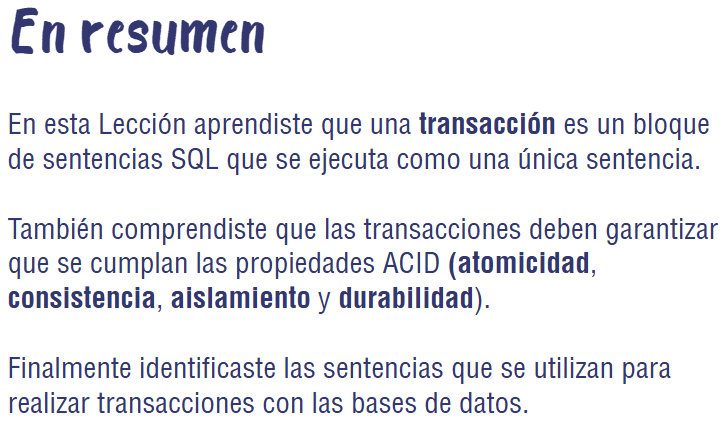 En resumen
En esta Lección aprendiste que una transacción es un bloque
de sentencias SQL que se ejecuta como una única sentencia.
También comprendiste que las transacciones deben garantizar
que se cumplan las propiedades ACID (atomicidad,
consistencia, aislamiento y durabilidad).
Finalmente identificaste las sentencias que se utilizan para
realizar transacciones con las bases de datos.